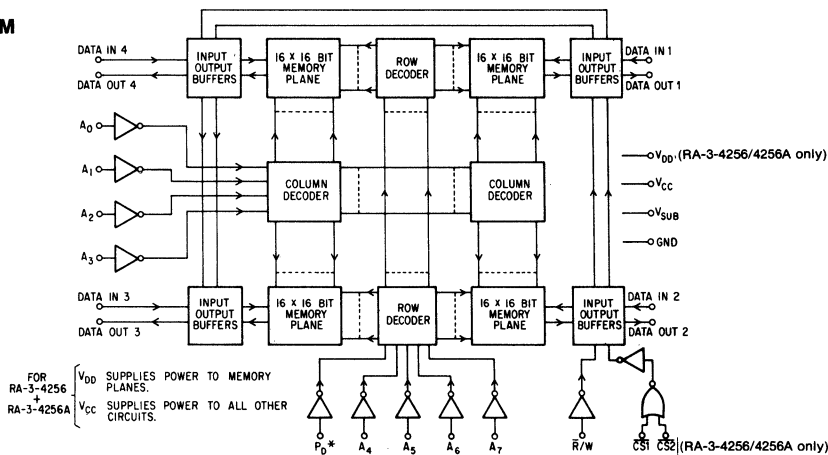 M
DATA IN 4
DATA OUT 4
INPUT
OUTPUT
BUFFERS
16 X 16 BIT
MEMORY
PLANE
ROW
DECODER
16 X 16 BIT
MEMORY
PLANE
INPUT
OUTPUT
BUFFERS
DATA IN 1
DATA OUT 1
A0
A1
A2
A3
COLUMN
DECODER
COLUMN
DECODER
VDD, (RA-3-4256/4256A only)
VCC
VSUB
GND
DATA IN 3
DATA OUT 3
INPUT
OUTPUT
BUFFERS
16 X 16 BIT
MEMORY
PLANE
ROW
DECODER
16 X 16 BIT
MEMORY
PLANE
INPUT
OUTPUT
BUFFERS
DATA IN 2
DATA OUT 2
FOR
RA-3-4256
+
RA-3-4256A
VDD SUPPLIES POWER TO MEMORY
PLANES.
VCC SUPPLIES POWER TO ALL OTHER
CIRCUITS.
PD* A4 A5 A6 A7 R̅/W C̅S̅1̅ C̅S̅2̅ (RA-3-4256/4256A only)